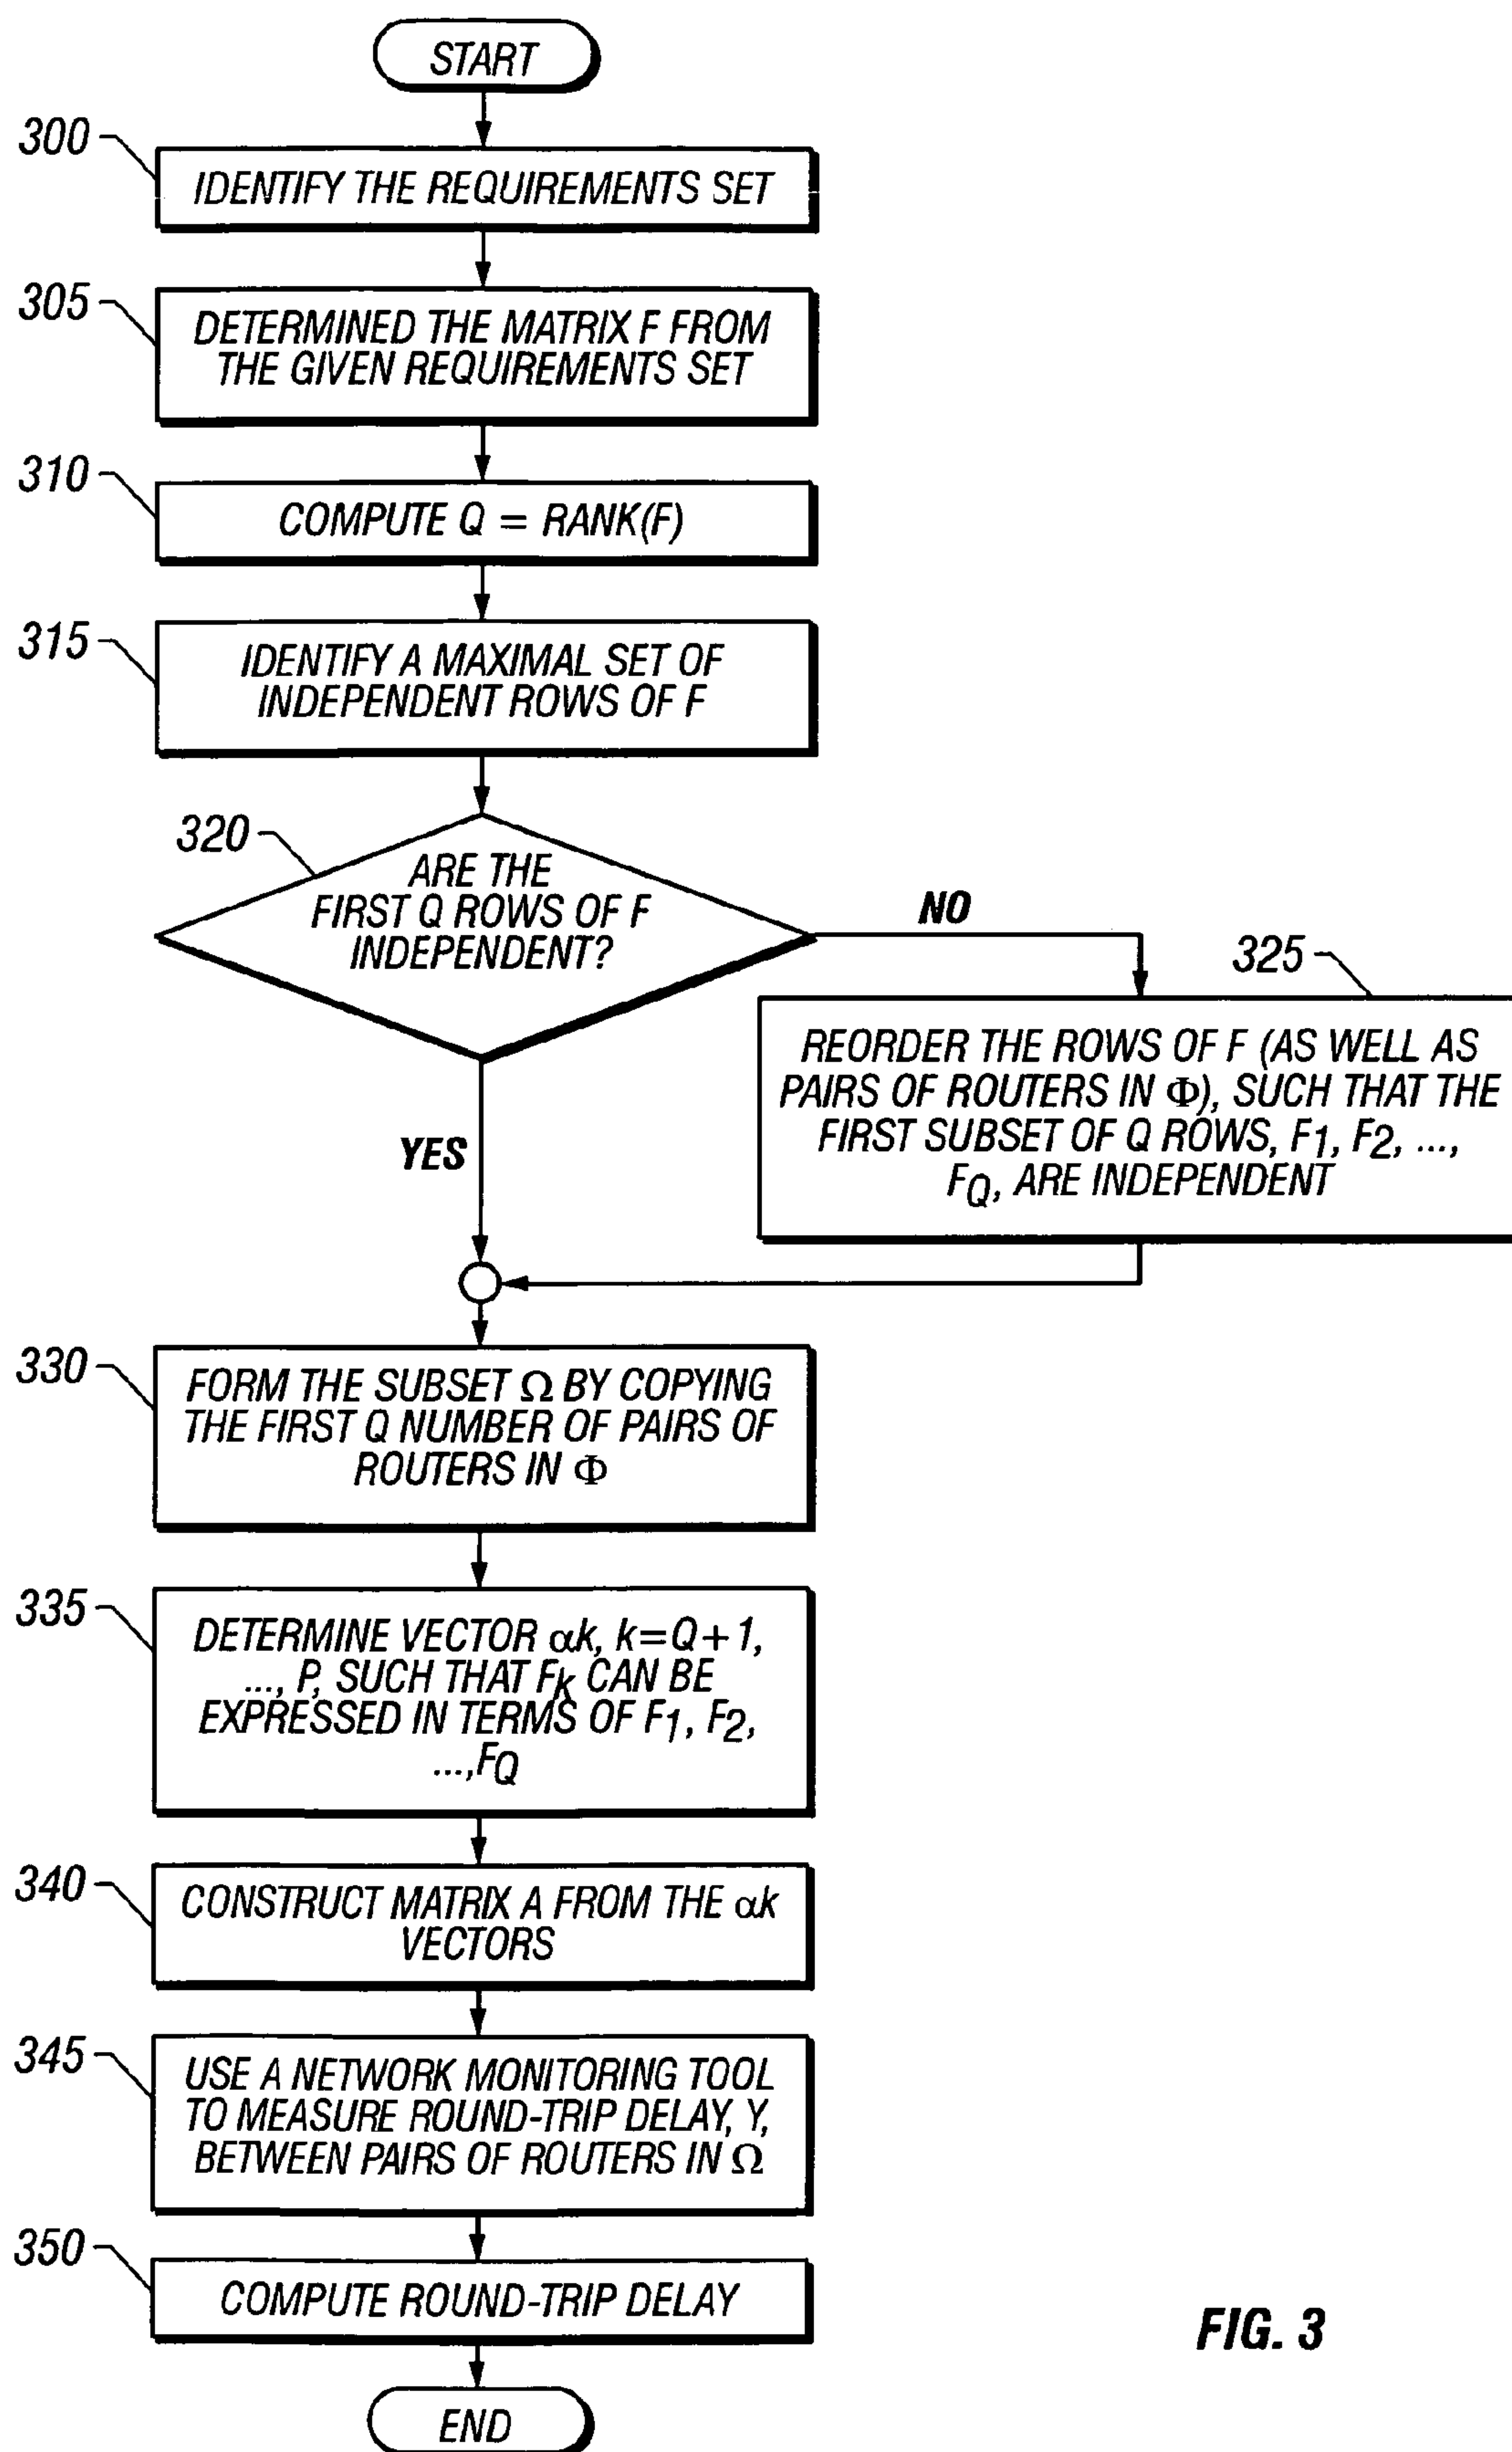 START
300
IDENTIFY THE REQUIREMENTS SET
305
DETERMINED THE MATRIX F FROM
THE GIVEN REQUIREMENTS SET
310
COMPUTE Q = RANK(F)
315
IDENTIFY A MAXIMAL SET OF
INDEPENDENT ROWS OF F
320
ARE THE
FIRST Q ROWS OF F
INDEPENDENT?
NO
325
REORDER THE ROWS OF F (AS WELL AS
PAIRS OF ROUTERS IN Φ), SUCH THAT THE
FIRST SUBSET OF Q ROWS, F1, F2, ...,
FQ, ARE INDEPENDENT
YES
330
FORM THE SUBSET Ω BY COPYING
THE FIRST Q NUMBER OF PAIRS OF
ROUTERS IN Φ
335
DETERMINE VECTOR αk, k=Q+1,
..., P, SUCH THAT Fk CAN BE
EXPRESSED IN TERMS OF F1, F2,
...,FQ
340
CONSTRUCT MATRIX A FROM THE αk
VECTORS
345
USE A NETWORK MONITORING TOOL
TO MEASURE ROUND-TRIP DELAY, Y,
BETWEEN PAIRS OF ROUTERS IN Ω
350
COMPUTE ROUND-TRIP DELAY
END
FIG. 3